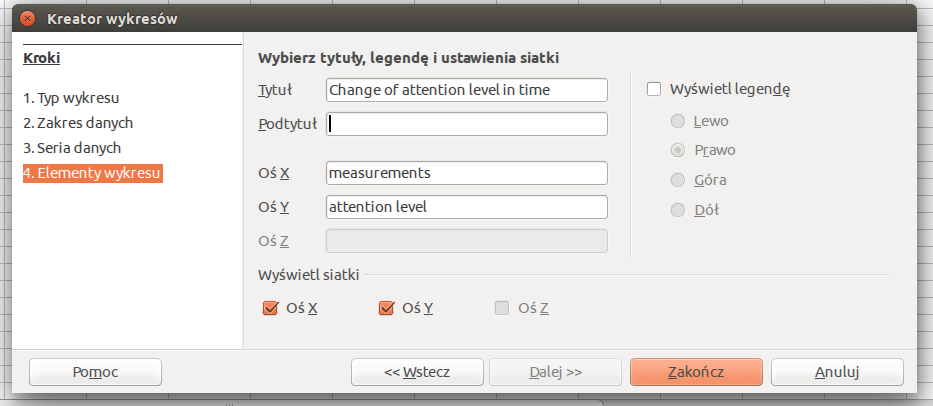 Kreator wykresów
Kroki
1. Typ wykresu
2. Zakres danych
3. Seria danych
4. Elementy wykresu
Wybierz tytuły, legendę i ustawienia siatki
Tytuł Change of attention level in time
Podtytuł
Oś X measurements
Oś Y attention level
Oś Z
Wyświetl legendę
Lewo
Prawo
Góra
Dół
Wyświetl siatki
Oś X Oś Y Oś Z
Pomoc << Wstecz Dalej >> Zakończ Anuluj